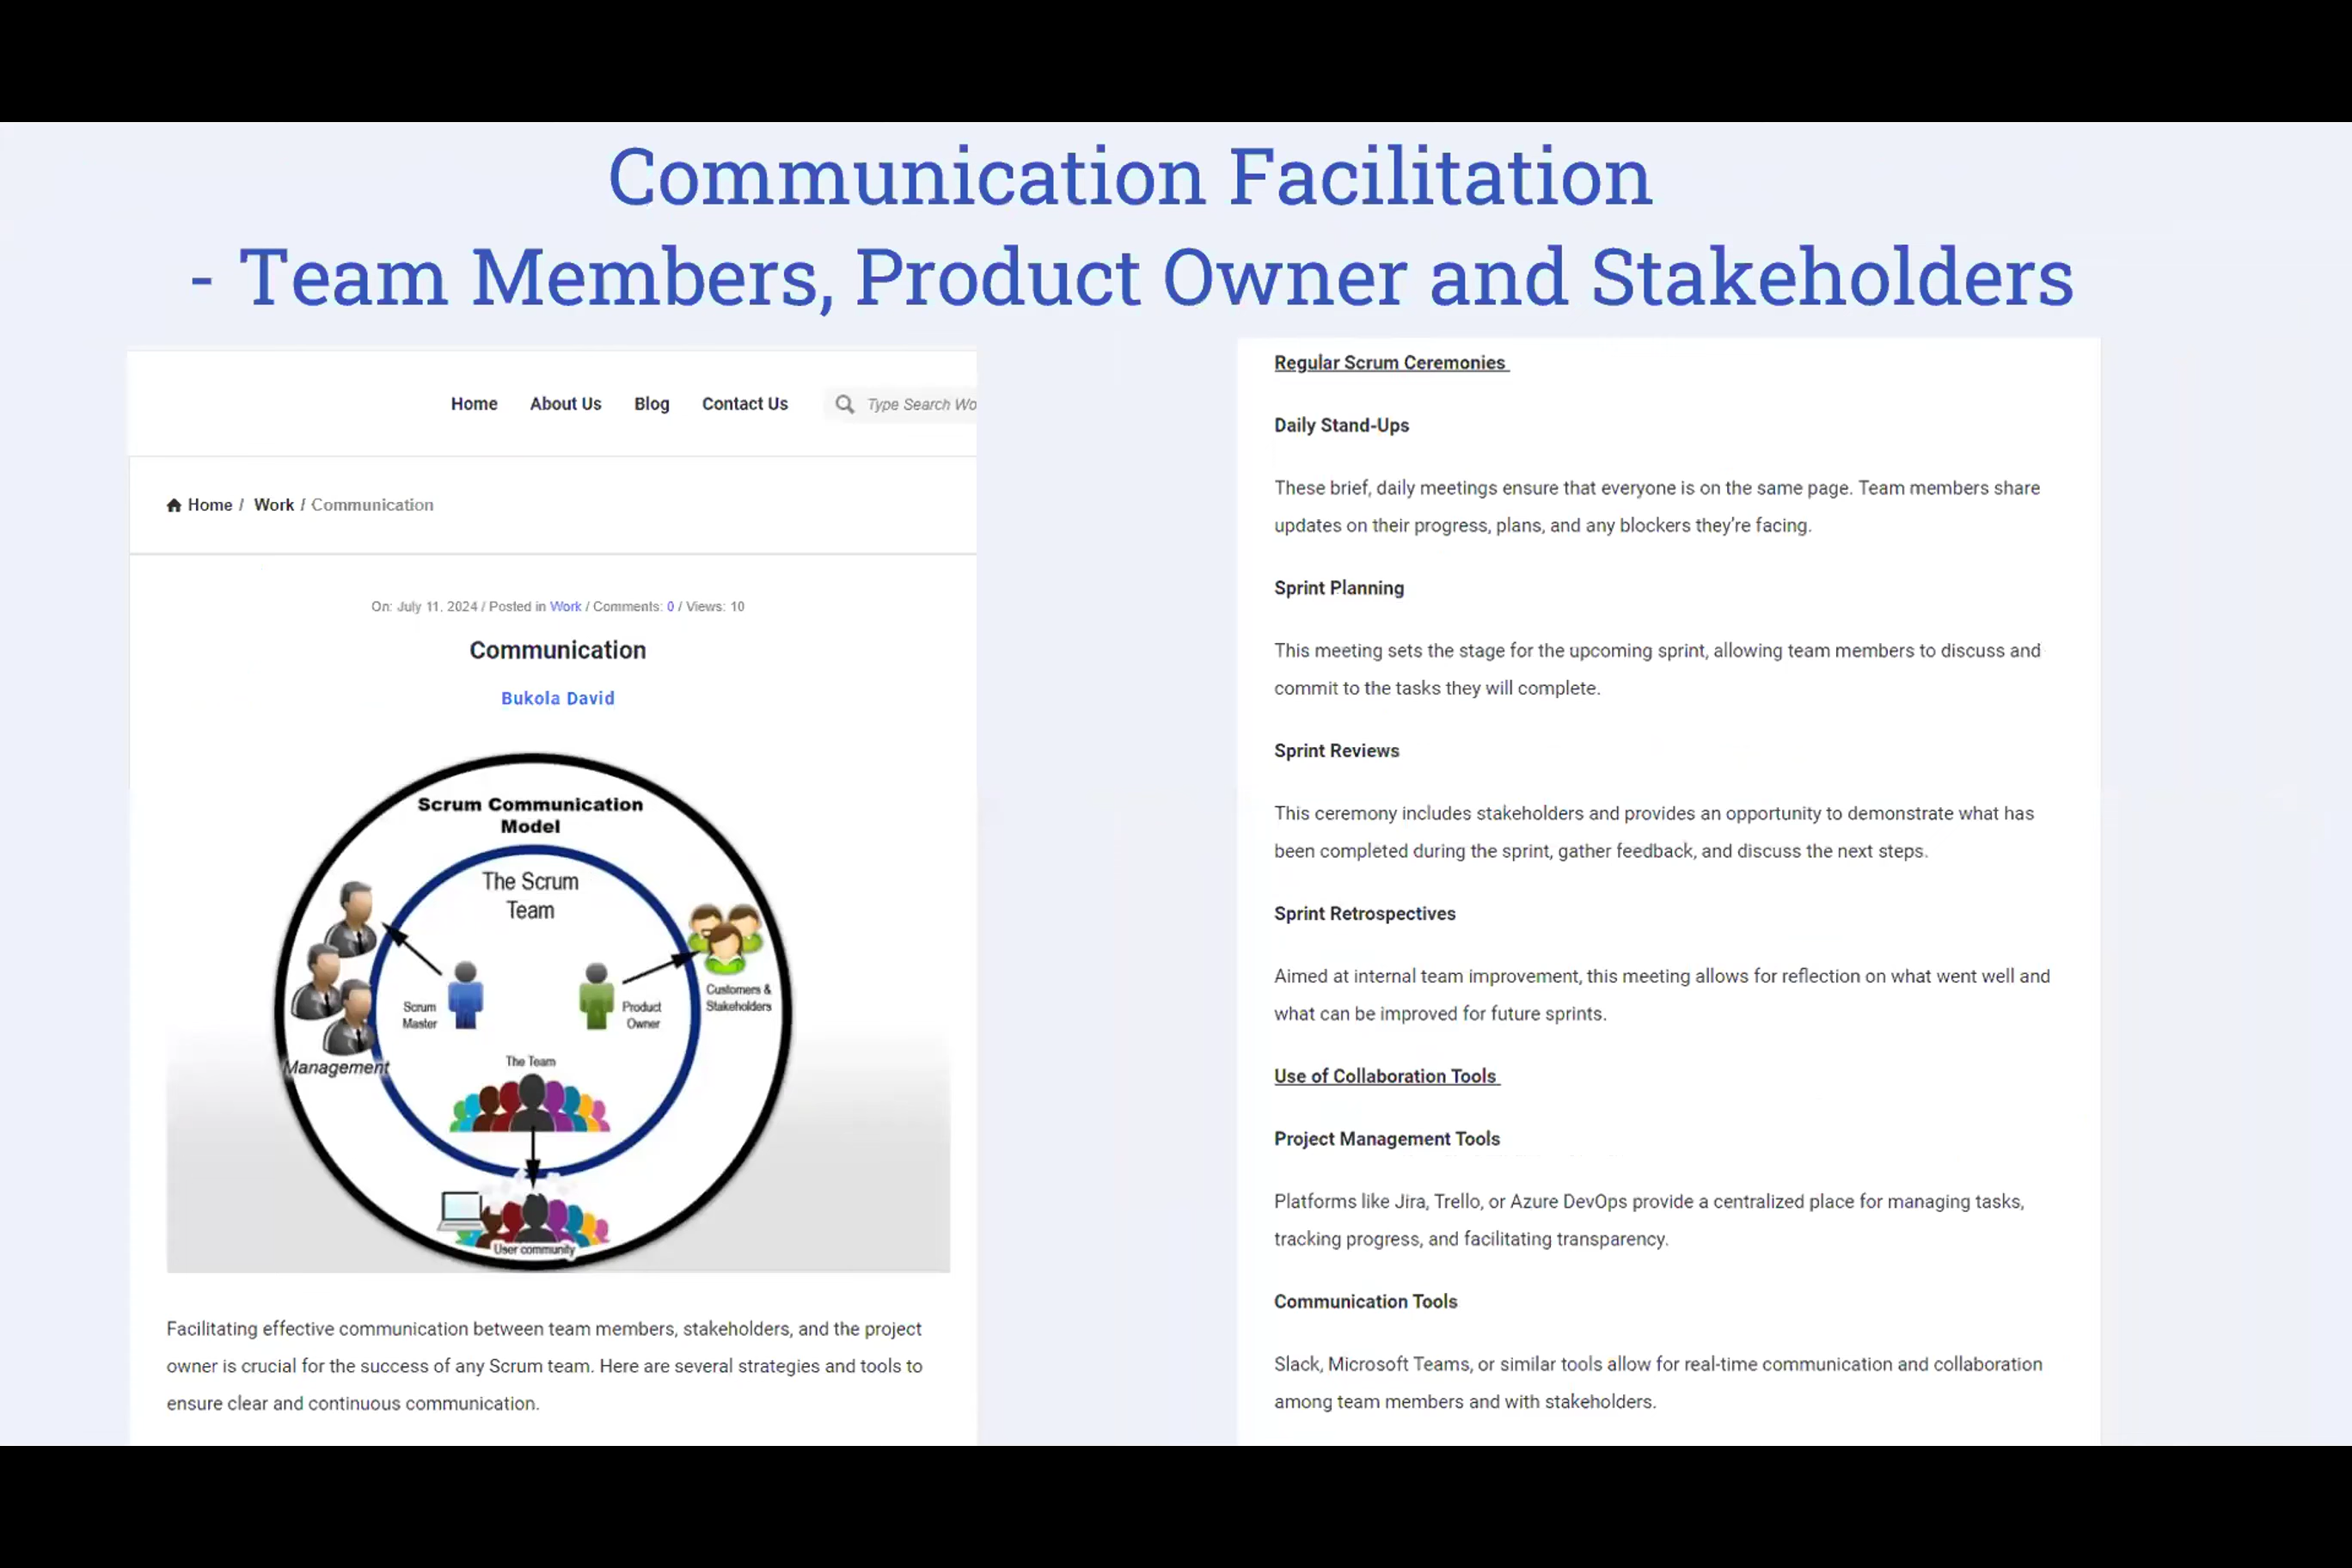 Communication Facilitation
- Team Members, Product Owner and Stakeholders
Home About Us Blog Contact Us Type Search Wo
Home / Work / Communication
On: July 11, 2024 / Posted in Work / Comments: 0 / Views: 10
Communication
Bukola David
Scrum Communication
Model
The Scrum
Team
Scrum
Master
Product
Owner
Customers &
Stakeholders
Management
The Team
User community
Facilitating effective communication between team members, stakeholders, and the project
owner is crucial for the success of any Scrum team. Here are several strategies and tools to
ensure clear and continuous communication.
Regular Scrum Ceremonies
Daily Stand-Ups
These brief, daily meetings ensure that everyone is on the same page. Team members share
updates on their progress, plans, and any blockers they're facing.
Sprint Planning
This meeting sets the stage for the upcoming sprint, allowing team members to discuss and
commit to the tasks they will complete.
Sprint Reviews
This ceremony includes stakeholders and provides an opportunity to demonstrate what has
been completed during the sprint, gather feedback, and discuss the next steps.
Sprint Retrospectives
Aimed at internal team improvement, this meeting allows for reflection on what went well and
what can be improved for future sprints.
Use of Collaboration Tools
Project Management Tools
Platforms like Jira, Trello, or Azure DevOps provide a centralized place for managing tasks,
tracking progress, and facilitating transparency.
Communication Tools
Slack, Microsoft Teams, or similar tools allow for real-time communication and collaboration
among team members and with stakeholders.